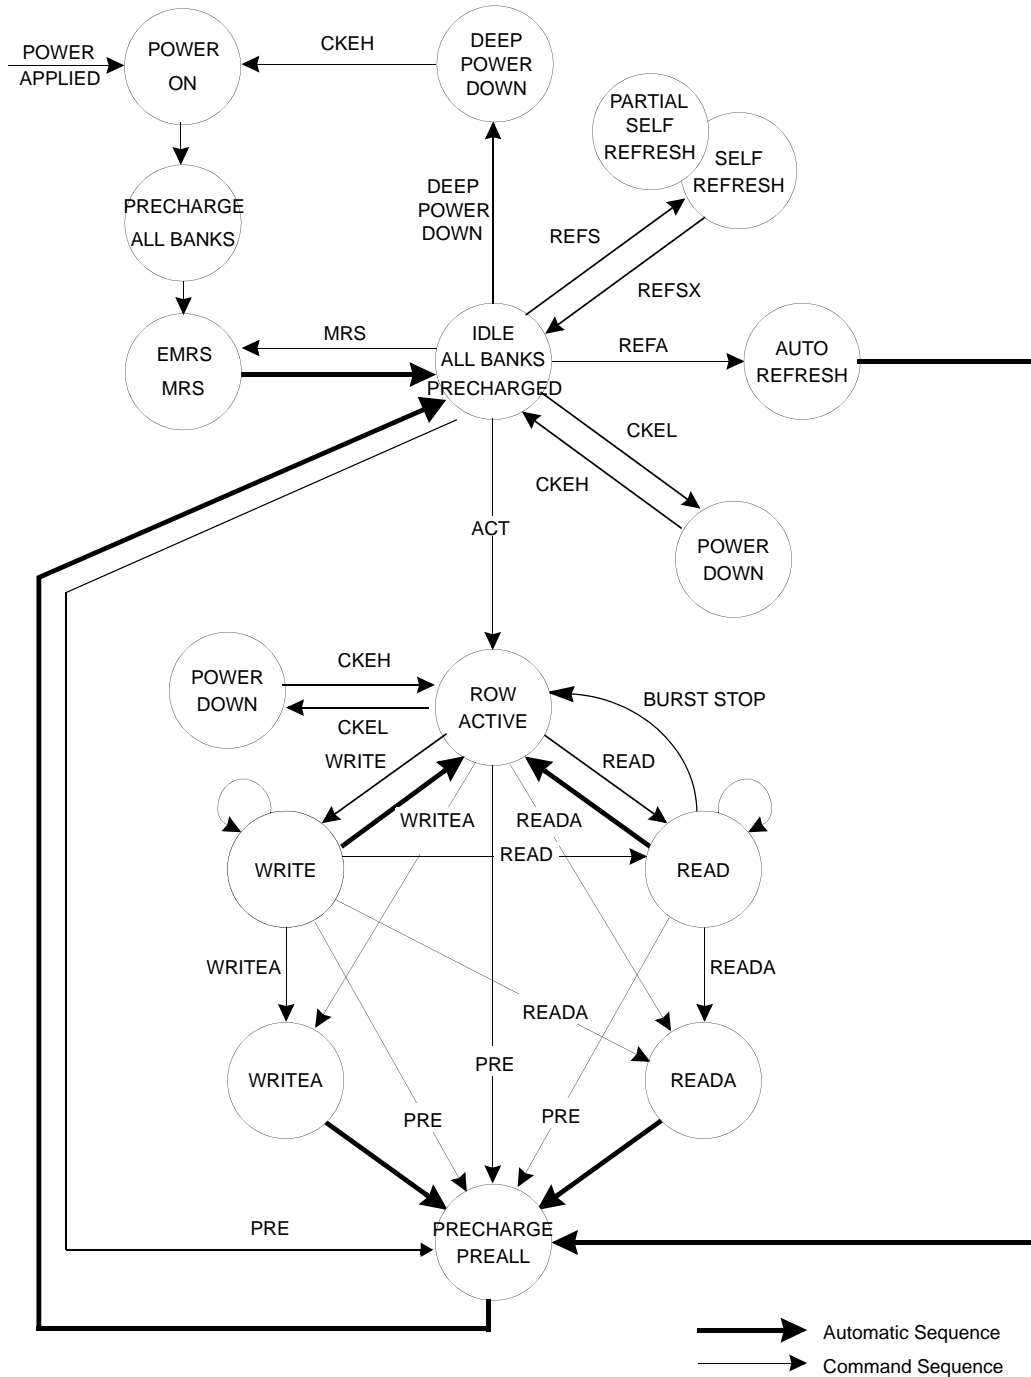 POWER
APPLIED
POWER
ON
CKEH
DEEP
POWER
DOWN
PARTIAL
SELF
REFRESH
SELF
REFRESH
PRECHARGE
ALL BANKS
DEEP
POWER
DOWN
REFS
REFSX
EMRS
MRS
MRS
IDLE
ALL BANKS
PRECHARGED
REFA
AUTO
REFRESH
CKEL
CKEH
ACT
POWER
DOWN
POWER
DOWN
CKEH
CKEL
ROW
ACTIVE
BURST STOP
WRITE
READ
WRITEA
READA
WRITE
READ
READ
WRITEA
READA
READA
WRITEA
PRE
READA
PRE
PRE
PRE
PRECHARGE
PREALL
Automatic Sequence
Command Sequence